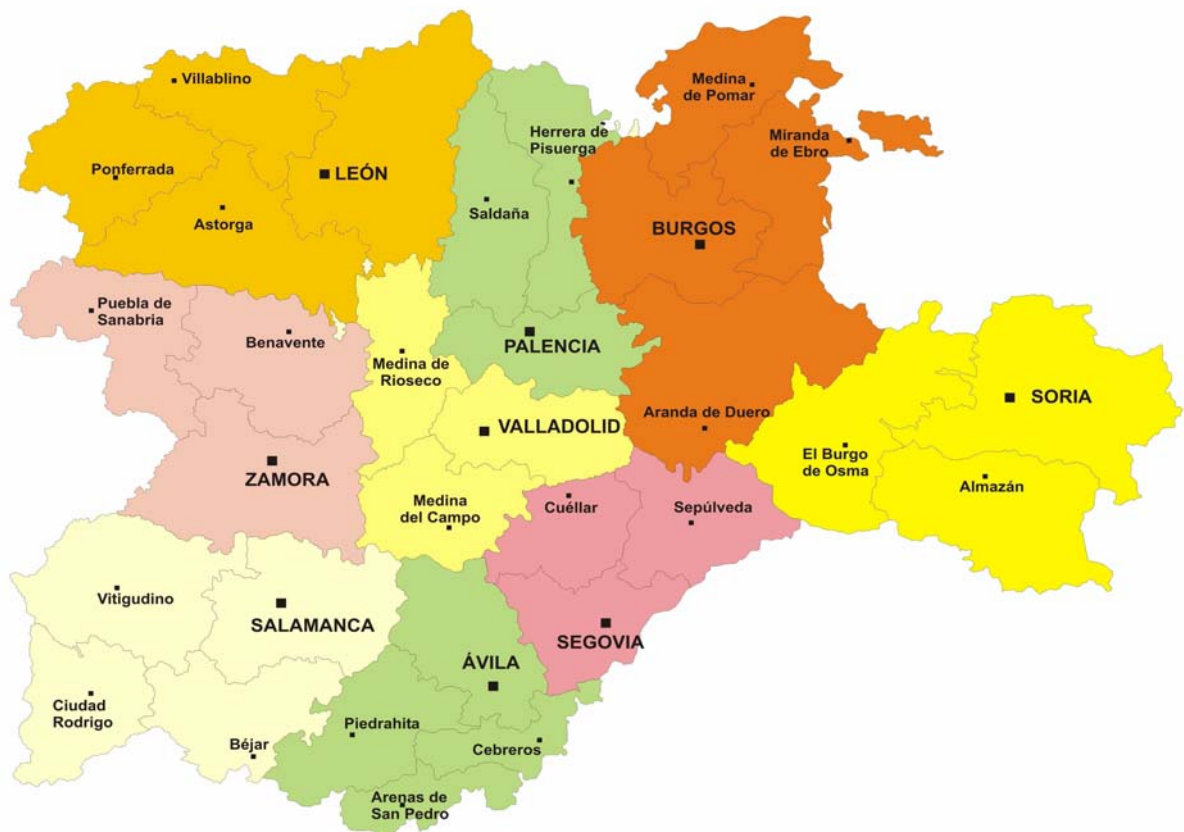 Villablino
Medina
de Pomar
Herrera de
Pisuerga
Miranda
de Ebro
Ponferrada
LEÓN
Saldaña
Astorga
BURGOS
Puebla de
Sanabria
Benavente
PALENCIA
Medina de
Rioseco
Aranda de Duero
SORIA
VALLADOLID
El Burgo
de Osma
ZAMORA
Almazán
Medina
del Campo
Cuéllar
Sepúlveda
Vitigudino
SALAMANCA
SEGOVIA
ÁVILA
Ciudad
Rodrigo
Piedrahita
Béjar
Cebreros
Arenas de
San Pedro